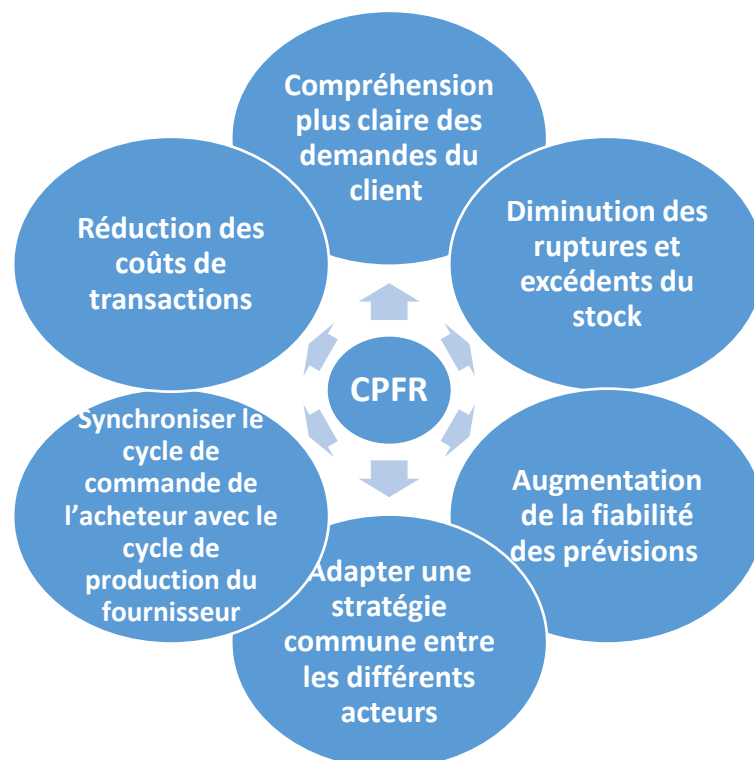 Compréhension
plus claire des
demandes du
client
Diminution des
ruptures et
excédents du
stock
Augmentation
de la fiabilité
des prévisions
Adapter une
stratégie
commune entre
les différents
acteurs
Synchroniser le
cycle de
commande de
l'acheteur avec le
cycle de
production du
fournisseur
Réduction des
coûts de
transactions
CPFR